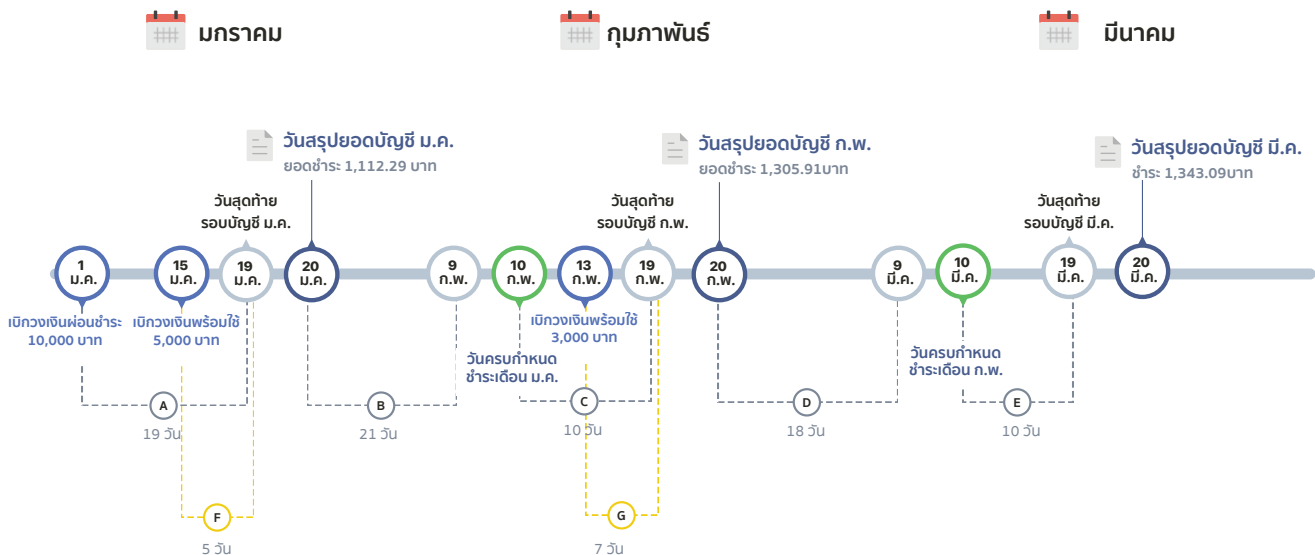 มกราคม
กุมภาพันธ์
มีนาคม
วันสรุปยอดบัญชี ม.ค.
ยอดชำระ 1,112.29 บาท
วันสรุปยอดบัญชี ก.พ.
ยอดชำระ 1,305.91บาท
วันสรุปยอดบัญชี มี.ค.
ชำระ 1,343.09บาท
วันสุดท้าย
รอบบัญชี ม.ค.
วันสุดท้าย
รอบบัญชี ก.พ.
วันสุดท้าย
รอบบัญชี มี.ค.
1
ม.ค.
15
ม.ค.
19
ม.ค.
20
ม.ค.
9
ก.พ.
10
ก.พ.
13
ก.พ.
19
ก.พ.
20
ก.พ.
9
มี.ค.
10
มี.ค.
19
มี.ค.
20
มี.ค.
เบิกวงเงินผ่อนชำระ
10,000 บาท
เบิกวงเงินพร้อมใช้
5,000 บาท
เบิกวงเงินพร้อมใช้
3,000 บาท
วันครบกำหนด
ชำระเดือน ม.ค.
วันครบกำหนด
ชำระเดือน ก.พ.
A
B
C
D
E
19 วัน
21 วัน
10 วัน
18 วัน
10 วัน
F
G
5 วัน
7 วัน